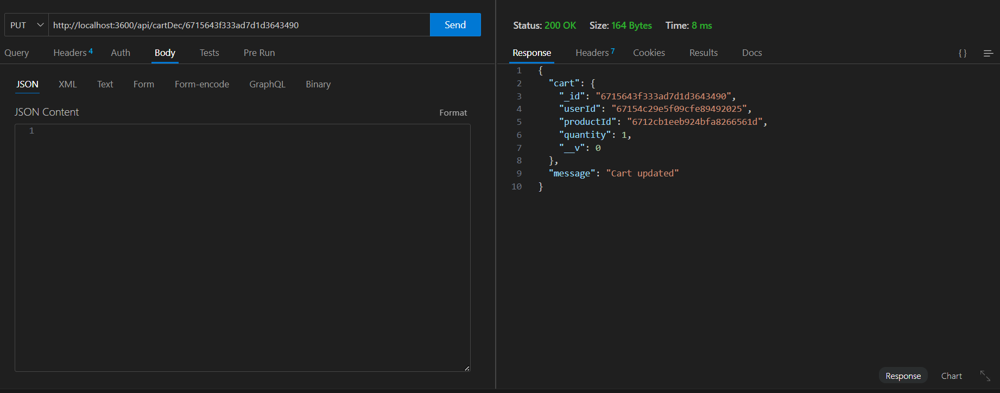 PUT http://localhost:3600/api/cartDec/6715643f333ad7d1d3643490 Send
Query Headers 4 Auth Body Tests Pre Run
JSON XML Text Form Form-encode GraphQL Binary
JSON Content Format
1
Status: 200 OK Size: 164 Bytes Time: 8 ms
Response Headers 7 Cookies Results Docs { }
1 {
2 "cart": {
3 "_id": "6715643f333ad7d1d3643490",
4 "userId": "67154c29e5f09cfe89492025",
5 "productId": "6712cb1eeb924bfa8266561d",
6 "quantity": 1,
7 "__v": 0
8 },
9 "message": "Cart updated"
10 }
Response Chart